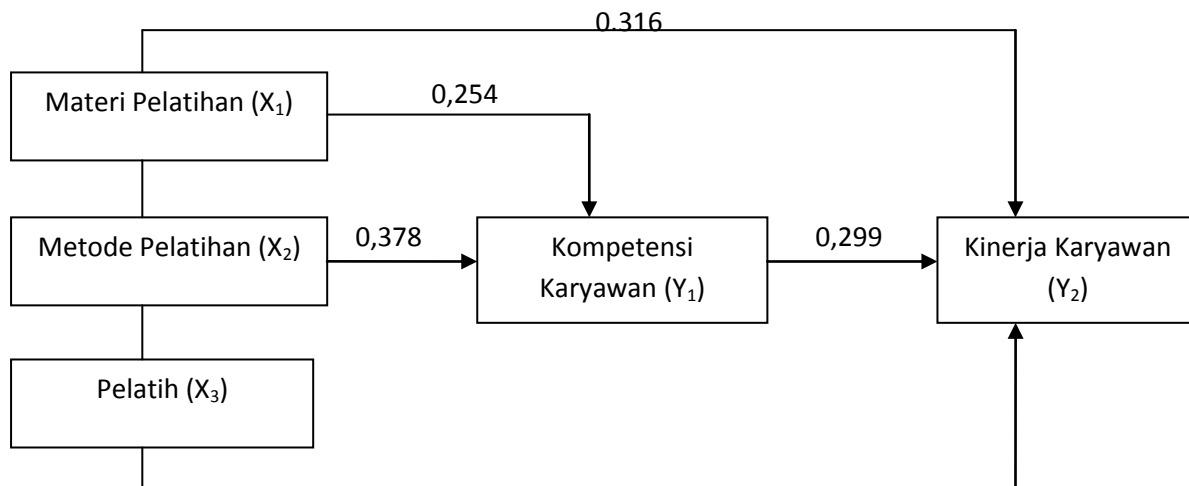 0.316
Materi Pelatihan (X₁)
0,254
Metode Pelatihan (X₂)
0,378
Kompetensi
Karyawan (Y₁)
0,299
Kinerja Karyawan
(Y₂)
Pelatih (X₃)